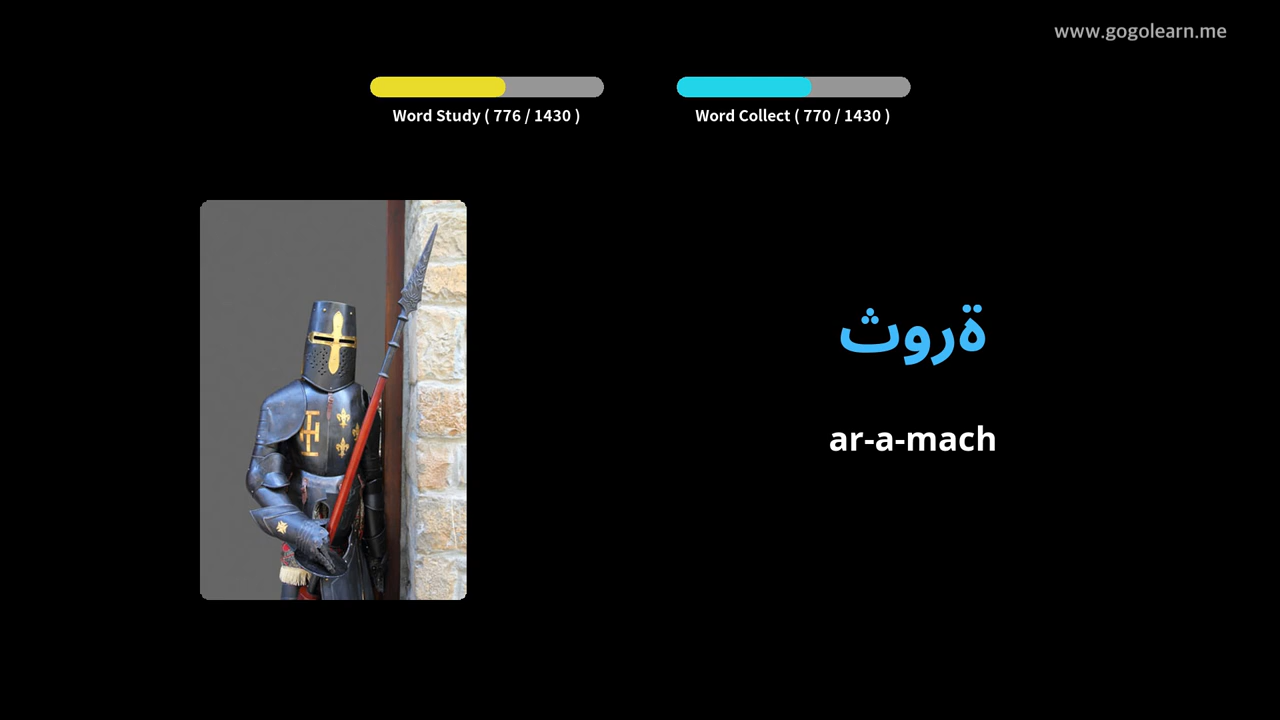 www.gogolearn.me
Word Study ( 776 / 1430 )
Word Collect ( 770 / 1430 )
ةروث
ar-a-mach